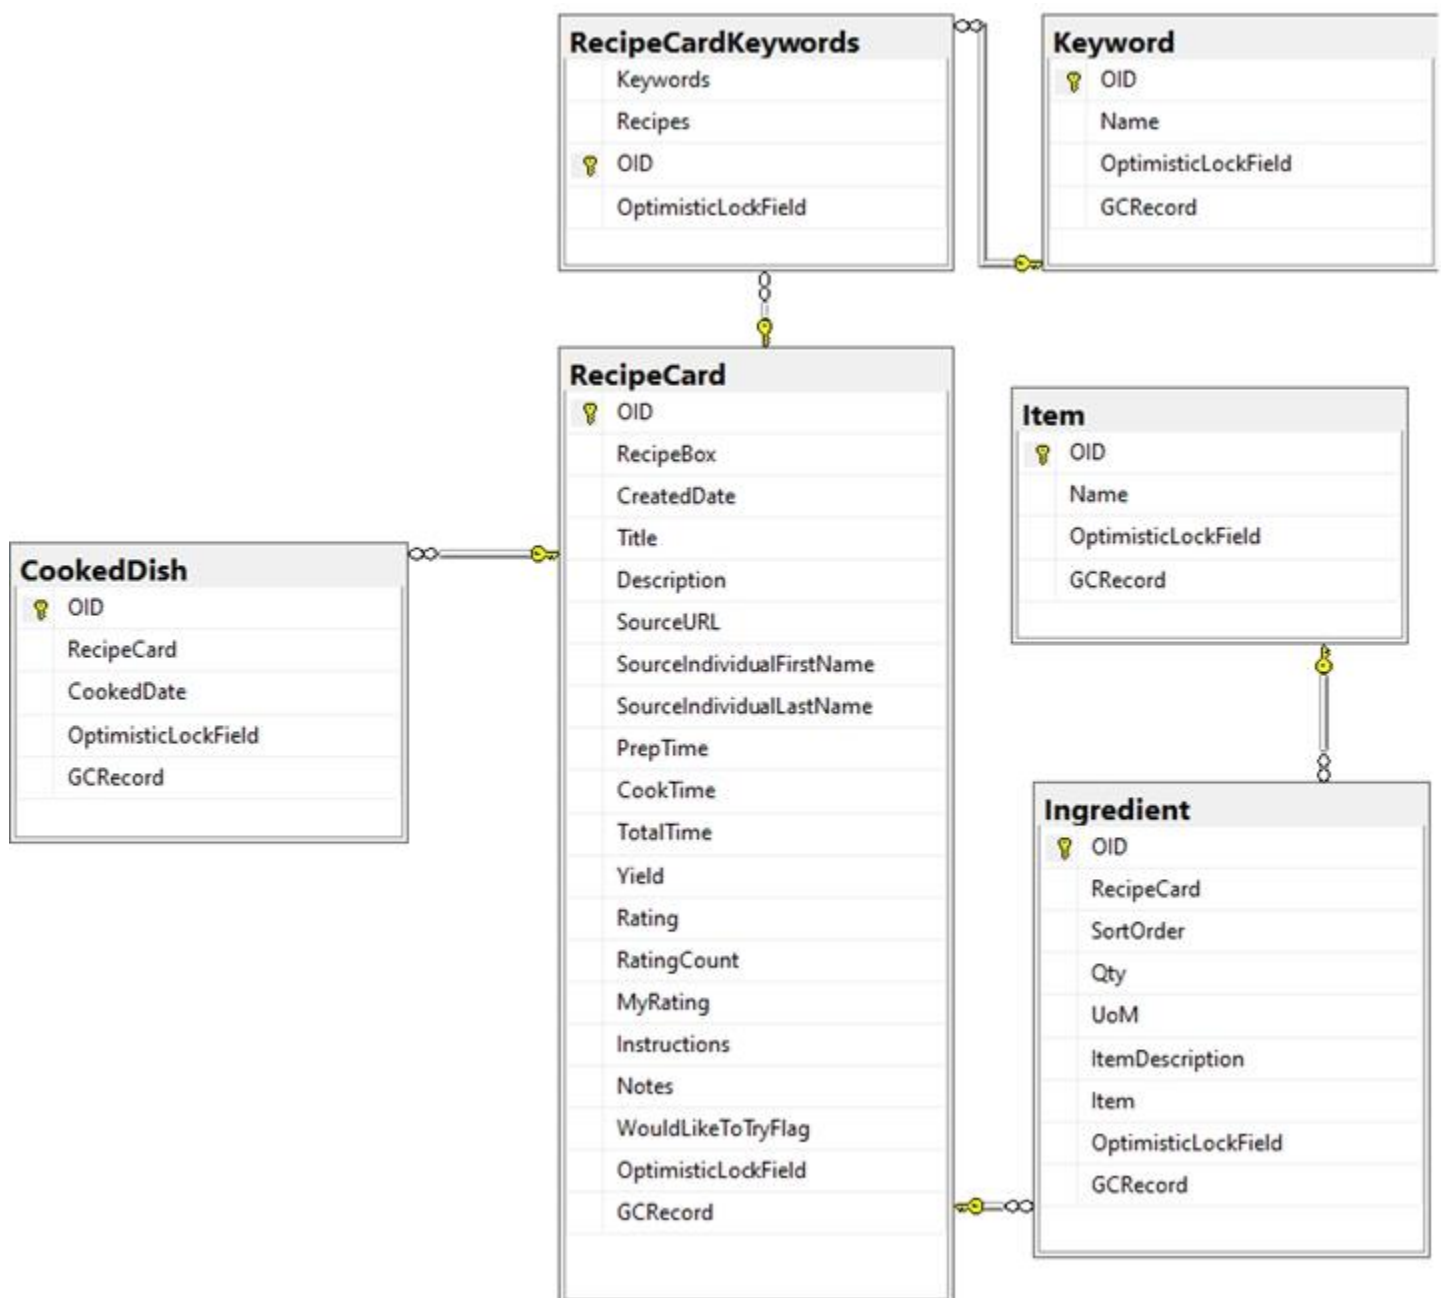 RecipeCardKeywords
Keywords
Recipes
OID
OptimisticLockField
Keyword
OID
Name
OptimisticLockField
GCRecord
RecipeCard
OID
RecipeBox
CreatedDate
Title
Description
SourceURL
SourceIndividualFirstName
SourceIndividualLastName
PrepTime
CookTime
TotalTime
Yield
Rating
RatingCount
MyRating
Instructions
Notes
WouldLikeToTryFlag
OptimisticLockField
GCRecord
Item
OID
Name
OptimisticLockField
GCRecord
CookedDish
OID
RecipeCard
CookedDate
OptimisticLockField
GCRecord
Ingredient
OID
RecipeCard
SortOrder
Qty
UoM
ItemDescription
Item
OptimisticLockField
GCRecord